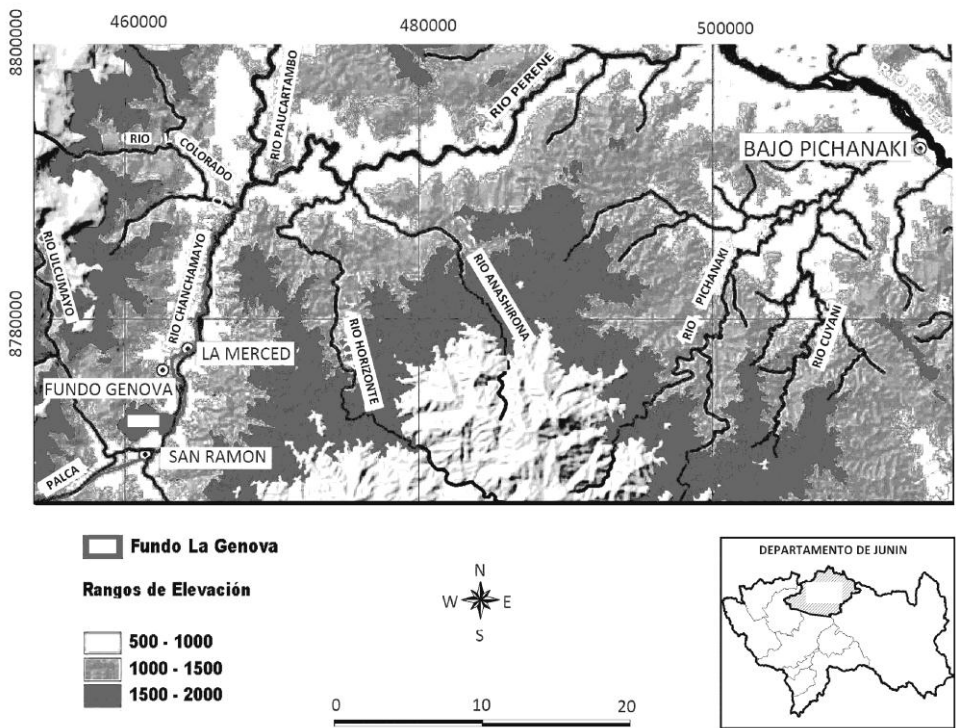 460000 480000 500000
8800000
RIO PAUCARTAMBO
RIO PERENE
RIO COLORADO
BAJO PICHANAKI
RIO ULCUMAYO
RIO CHANCHAMAYO
RIO ANASHIRONA
RIO PICHANAKI
8780000
RIO HORIZONTE
RIO CUYANI
LA MERCED
FUNDO GENOVA
SAN RAMON
PALCA
Fundo La Genova
DEPARTAMENTO DE JUNIN
Rangos de Elevación
N
W E
S
500 - 1000
1000 - 1500
1500 - 2000
0 10 20